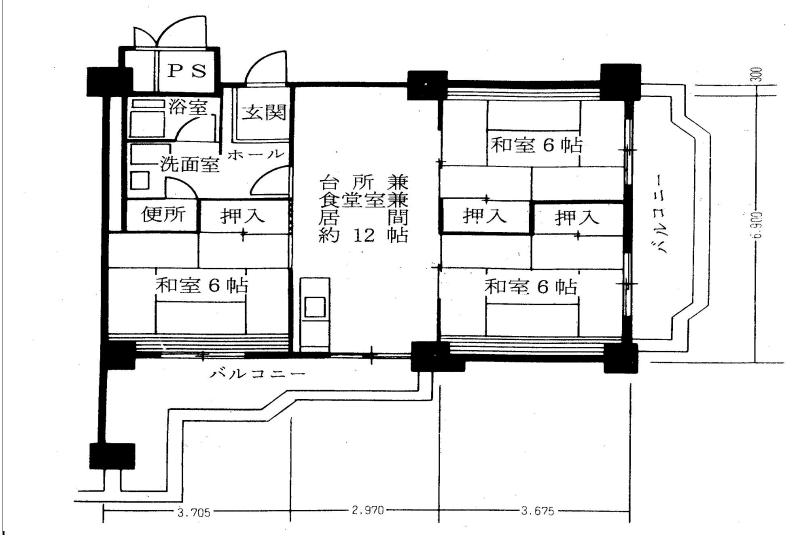 PS
浴室
玄関
ホール
洗面室
便所
押入
和室6帖
台所兼
食堂室兼
居間
約12帖
和室6帖
押入
押入
和室6帖
バルコニー
バルコニー
300
6.900
3.705
2.970
3.675